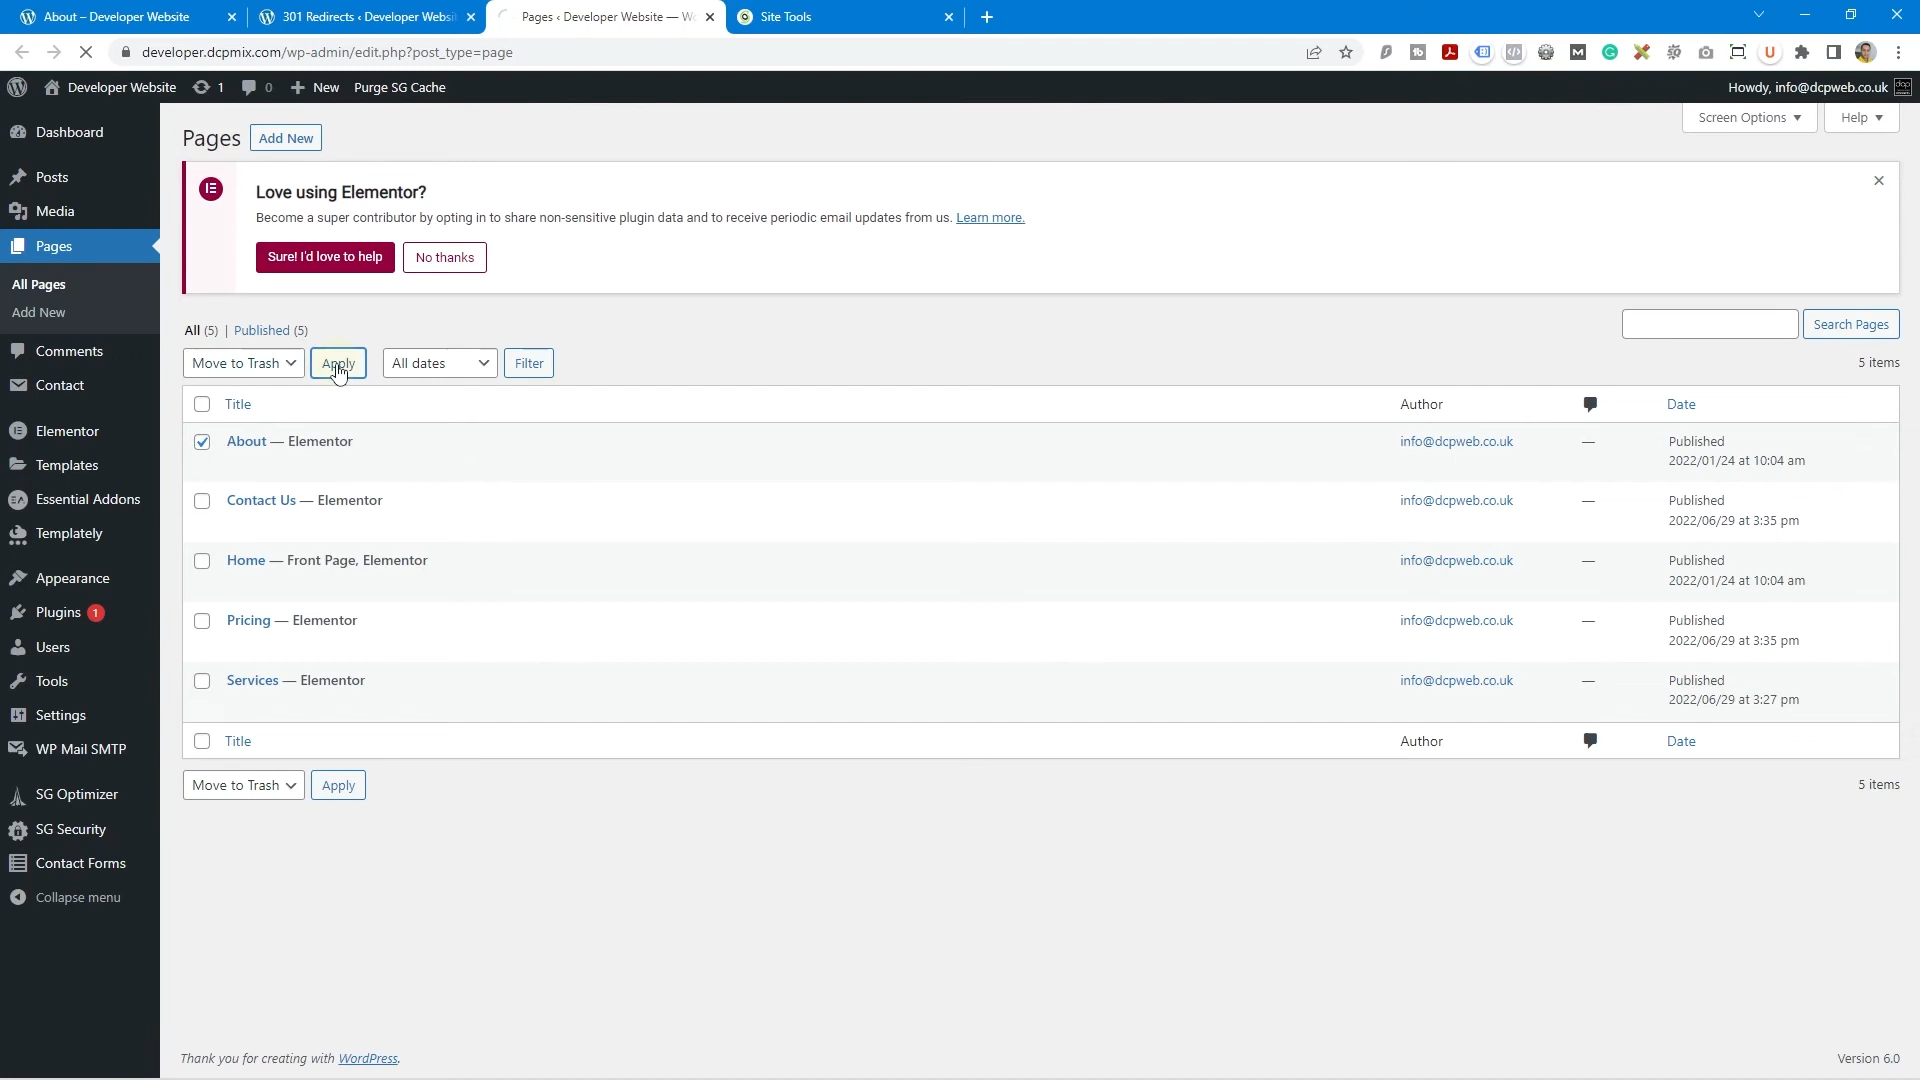 About – Developer Website
301 Redirects ‹ Developer Websi
Pages ‹ Developer Website — Wo
Site Tools
developer.dcpmix.com/wp-admin/edit.php?post_type=page
Developer Website
1
0
New
Purge SG Cache
Howdy, info@dcpweb.co.uk
Dashboard
Posts
Media
Pages
All Pages
Add New
Comments
Contact
Elementor
Templates
Essential Addons
Templately
Appearance
Plugins 1
Users
Tools
Settings
WP Mail SMTP
SG Optimizer
SG Security
Contact Forms
Collapse menu
Screen Options
Help
Pages
Add New
Love using Elementor?
Become a super contributor by opting in to share non-sensitive plugin data and to receive periodic email updates from us. Learn more.
Sure! I'd love to help
No thanks
All (5) | Published (5)
Search Pages
Move to Trash
Apply
All dates
Filter
5 items
Title
Author
Date
About — Elementor
info@dcpweb.co.uk
—
Published
2022/01/24 at 10:04 am
Contact Us — Elementor
info@dcpweb.co.uk
—
Published
2022/06/29 at 3:35 pm
Home — Front Page, Elementor
info@dcpweb.co.uk
—
Published
2022/01/24 at 10:04 am
Pricing — Elementor
info@dcpweb.co.uk
—
Published
2022/06/29 at 3:35 pm
Services — Elementor
info@dcpweb.co.uk
—
Published
2022/06/29 at 3:27 pm
Title
Author
Date
Move to Trash
Apply
5 items
Thank you for creating with WordPress.
Version 6.0